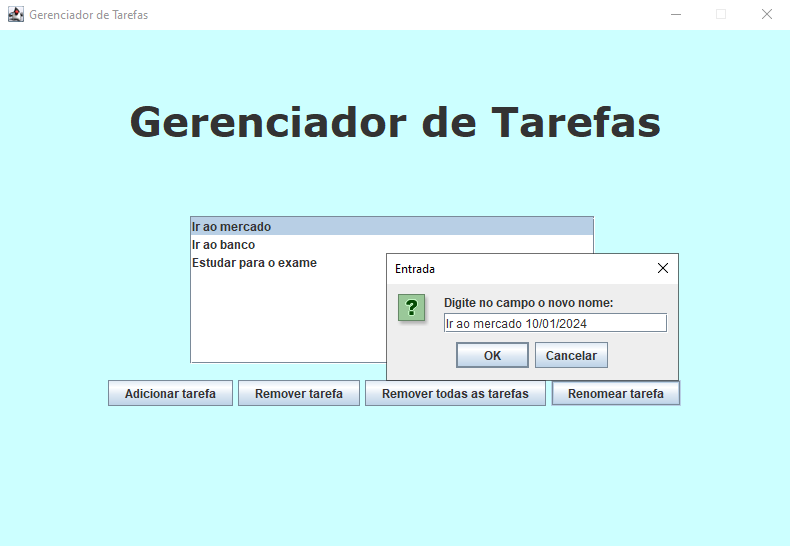 Gerenciador de Tarefas
Gerenciador de Tarefas
Ir ao mercado
Ir ao banco
Estudar para o exame
Entrada
?
Digite no campo o novo nome:
Ir ao mercado 10/01/2024
OK Cancelar
Adicionar tarefa Remover tarefa Remover todas as tarefas Renomear tarefa